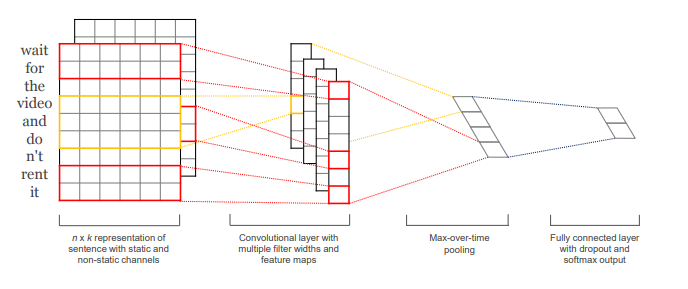 wait
for
the
video
and
do
n't
rent
it
n x k representation of
sentence with static and
non-static channels
Convolutional layer with
multiple filter widths and
feature maps
Max-over-time
pooling
Fully connected layer
with dropout and
softmax output